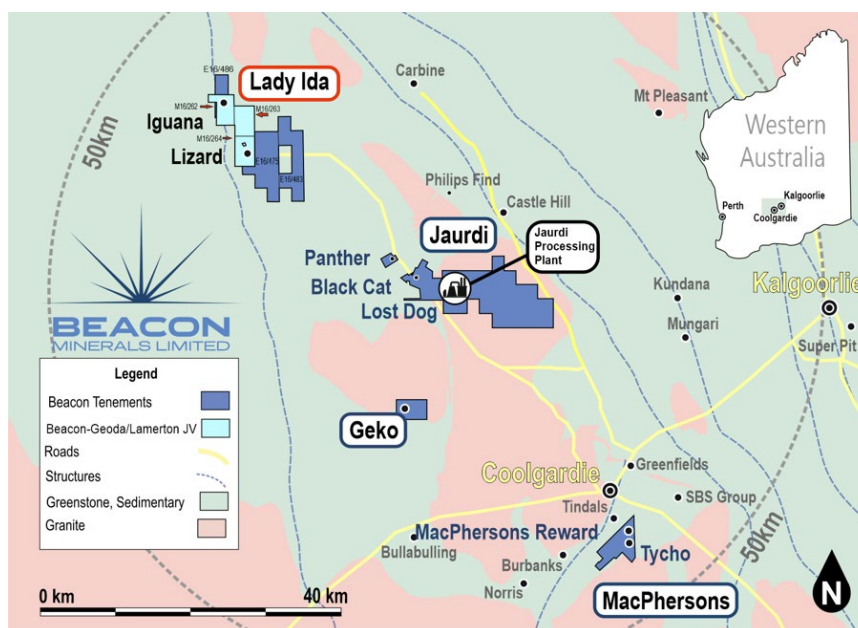 E16/486
Lady Ida
M16/262
M16/263
Iguana
M16/264
Lizard
E16/475
E16/483
50km
Carbine
Mt Pleasant
Western
Australia
Kalgoorlie
Perth
Coolgardie
Philips Find
Castle Hill
Jaurdi
Jaurdi
Processing
Plant
Panther
Black Cat
Lost Dog
Kundana
Kalgoorlie
Mungari
Super Pit
BEACON
MINERALS LIMITED
Legend
Beacon Tenements
Beacon-Geoda/Lamerton JV
Roads
Structures
Greenstone, Sedimentary
Granite
Geko
Coolgardie
Greenfields
SBS Group
Tindals
MacPhersons Reward
Bullabulling
Burbanks
Tycho
Norris
MacPhersons
50km
N
0 km
40 km